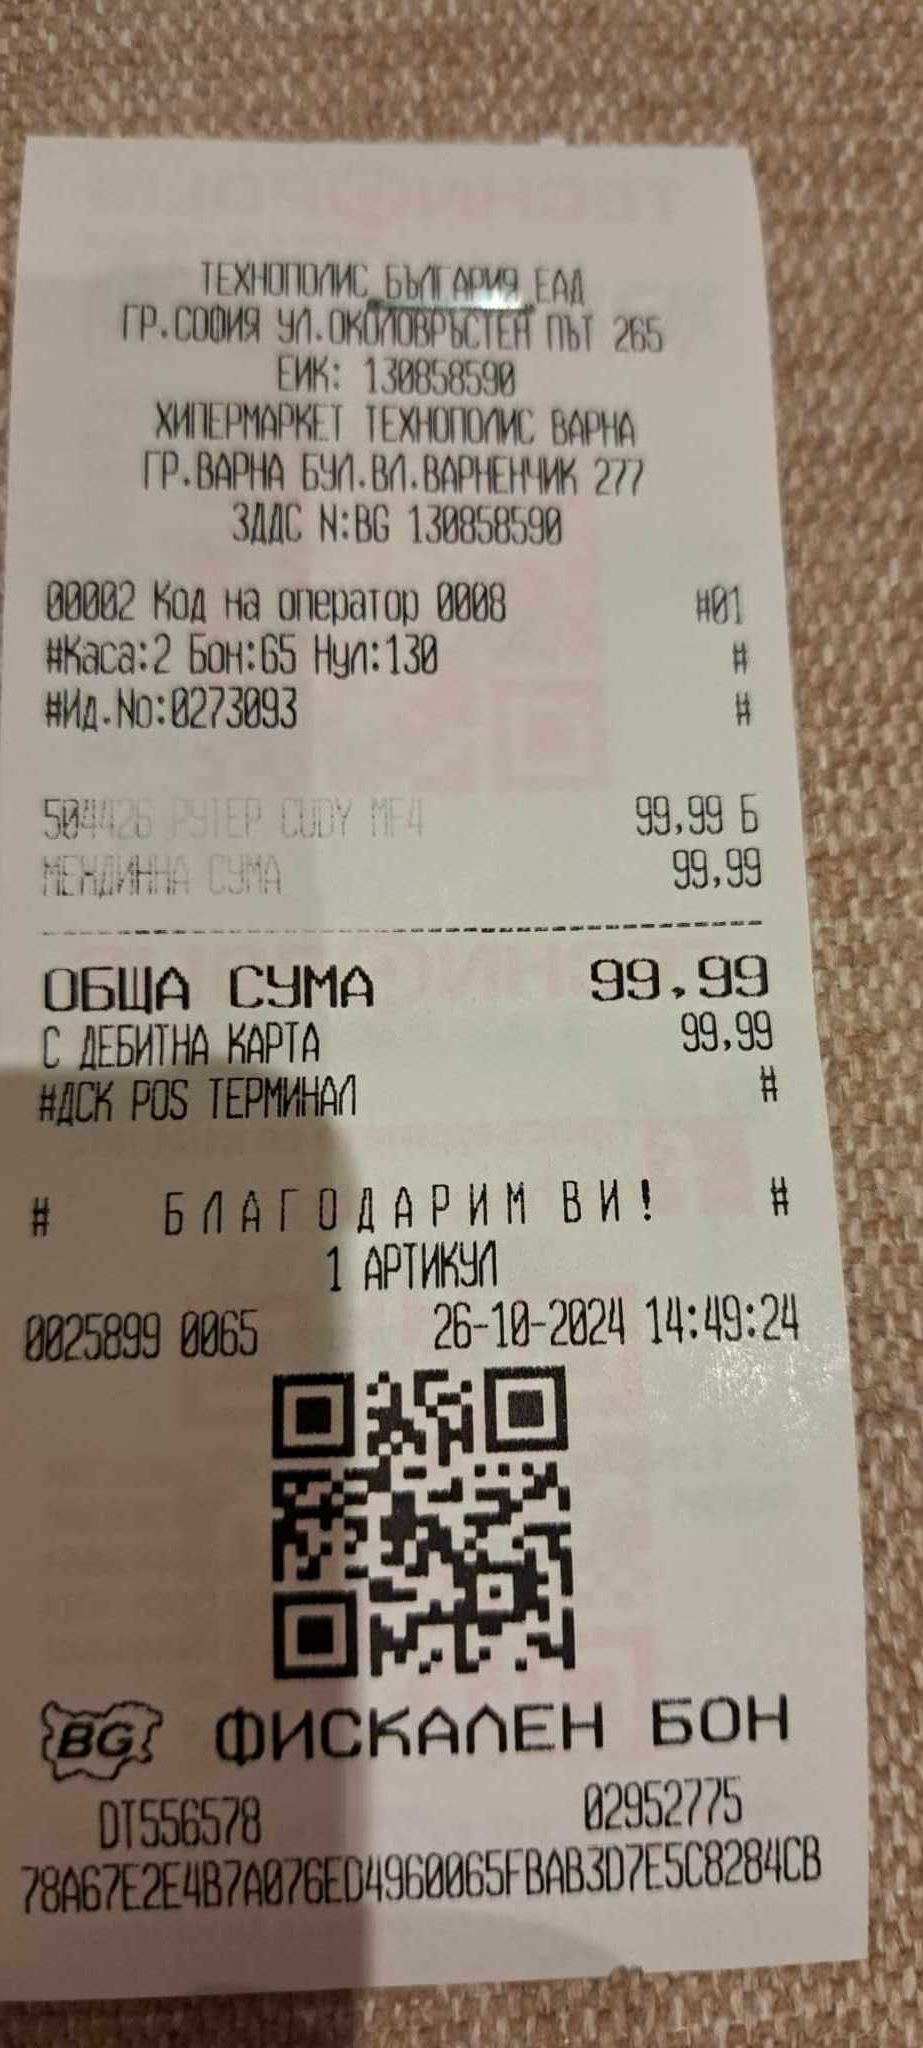 ТЕХНОПОЛИС БЪЛГАРИЯ ЕАД
ГР.СОФИЯ УЛ.ОКОЛОВРЪСТЕН ПЪТ 265
ЕИК: 130858590
ХИПЕРМАРКЕТ ТЕХНОПОЛИС ВАРНА
ГР.ВАРНА БУЛ.ВЛ.ВАРНЕНЧИК 277
ЗДДС N:BG 130858590
00002 Код на оператор 0008 #01
#Каса:2 Бон:65 Нул:130 #
#Ид.No:0273093 #
504426 РУТЕР CUDY MF4 99,99 Б
МЕЖДИННА СУМА 99,99
ОБЩА СУМА 99.99
С ДЕБИТНА КАРТА 99,99
#ДСК POS ТЕРМИНАЛ #
# БЛАГОДАРИМ ВИ! #
1 АРТИКУЛ
0025899 0065 26-10-2024 14:49:24
BG ФИСКАЛЕН БОН
DT556578 02952775
78A67E2E4B7A076ED4960065FBAB3D7E5C8284CB